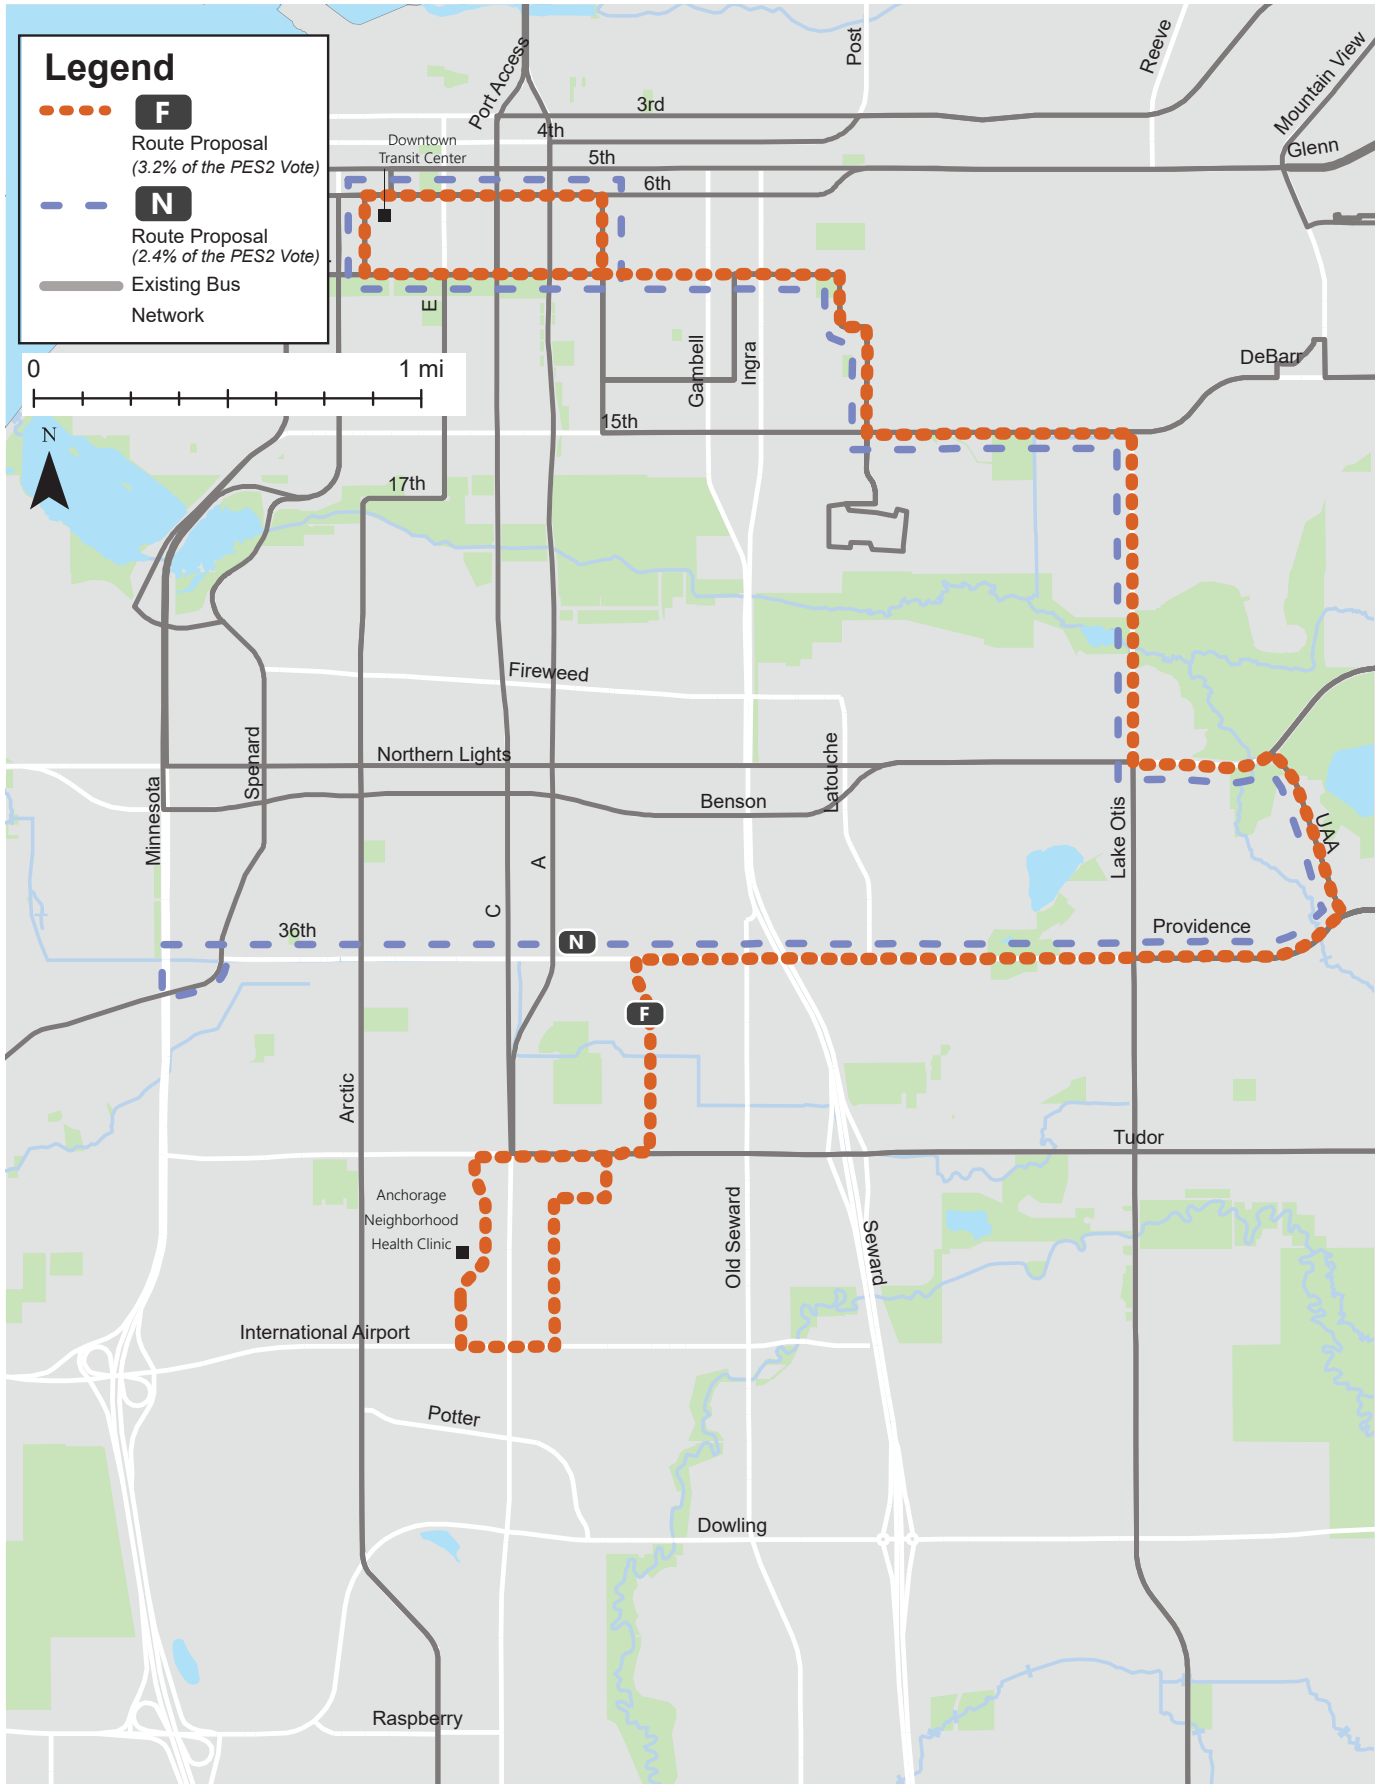 Legend
F
Route Proposal
(3.2% of the PES2 Vote)
N
Route Proposal
(2.4% of the PES2 Vote)
Existing Bus
Network
0 1 mi
N
Port Access
Post
Reeve
Mountain View
3rd
4th
Glenn
Downtown
Transit Center
5th
6th
E
Gambell
Ingra
DeBarr
15th
17th
Fireweed
Northern Lights
Spenard
Minnesota
Benson
Latouche
Lake Otis
UAA
A
C
36th
N
Providence
F
Arctic
Tudor
Anchorage
Neighborhood
Health Clinic
Old Seward
Seward
International Airport
Potter
Dowling
Raspberry